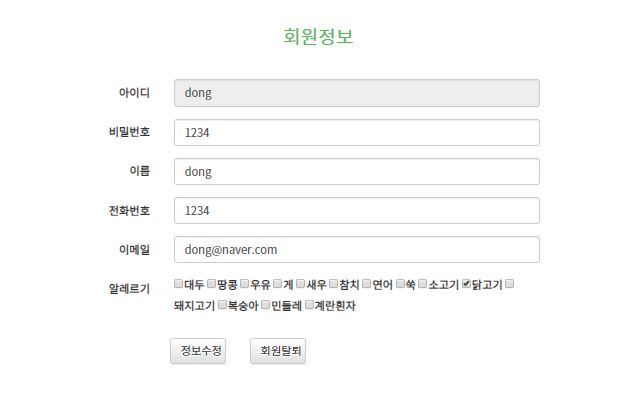 회원정보
아이디 dong
비밀번호 1234
이름 dong
전화번호 1234
이메일 dong@naver.com
알레르기 대두 땅콩 우유 게 새우 참치 연어 쑥 소고기 닭고기
돼지고기 복숭아 민들레 계란흰자
정보수정 회원탈퇴